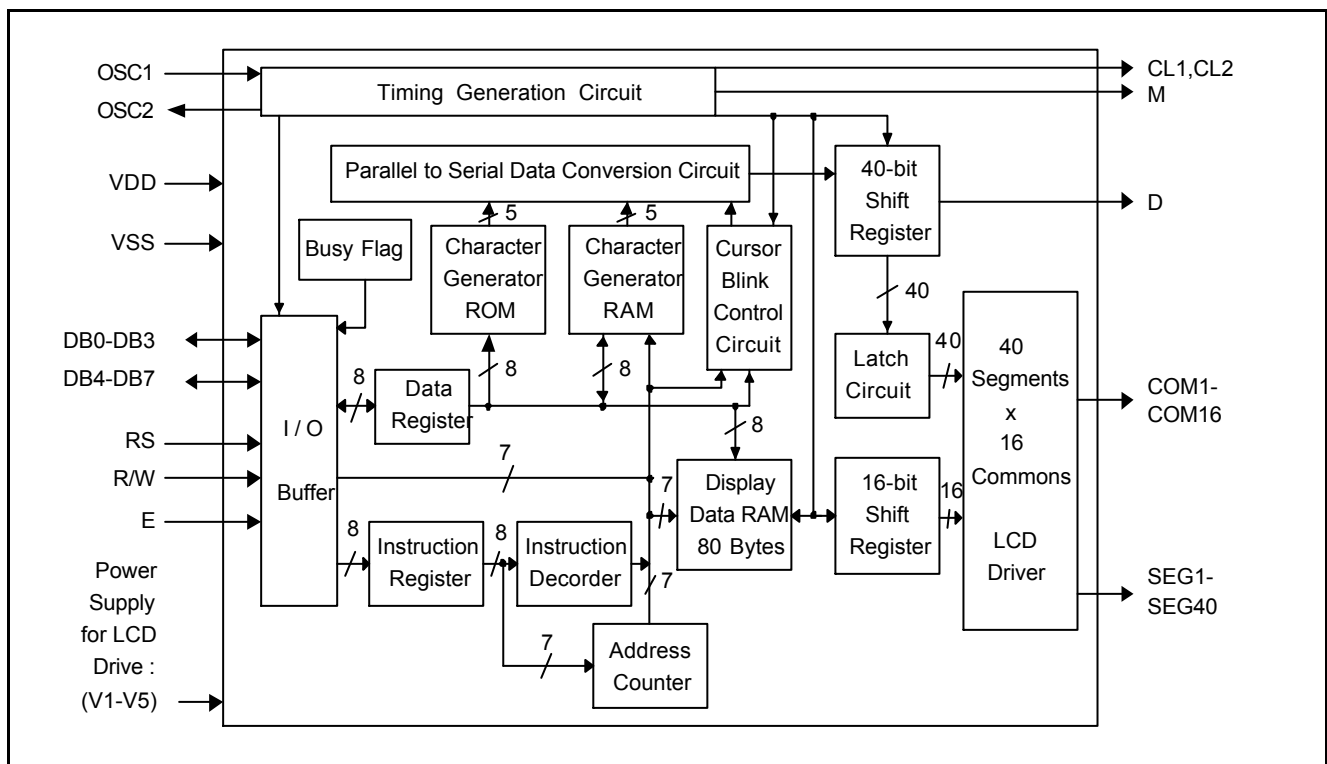 OSC1
OSC2
VDD
VSS
DB0-DB3
DB4-DB7
RS
R/W
E
Power
Supply
for LCD
Drive :
(V1-V5)
Timing Generation Circuit
Parallel to Serial Data Conversion Circuit
5
5
Busy Flag
Character
Generator
ROM
Character
Generator
RAM
Cursor
Blink
Control
Circuit
40-bit
Shift
Register
40
Latch
Circuit
40
8
8
8
8
Data
Register
I / O
Buffer
7
7
Display
Data RAM
80 Bytes
16-bit
Shift
Register
16
40
Segments
x
16
Commons
LCD
Driver
8
Instruction
Register
8
Instruction
Decorder
7
7
Address
Counter
CL1,CL2
M
D
COM1-
COM16
SEG1-
SEG40